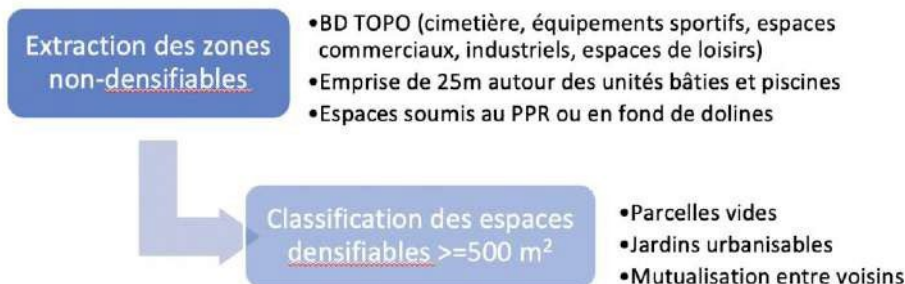 Extraction des zones
non-densifiables
•BD TOPO (cimetière, équipements sportifs, espaces
commerciaux, industriels, espaces de loisirs)
•Emprise de 25m autour des unités bâties et piscines
•Espaces soumis au PPR ou en fond de dolines
Classification des espaces
densifiables >=500 m²
•Parcelles vides
•Jardins urbanisables
•Mutualisation entre voisins